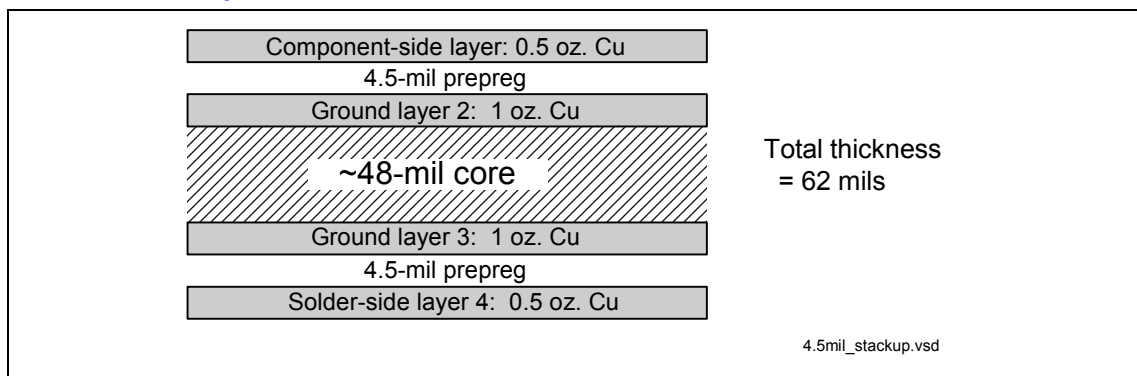 Component-side layer: 0.5 oz. Cu
4.5-mil prepreg
Ground layer 2:  1 oz. Cu
~48-mil core
Total thickness
= 62 mils
Ground layer 3:  1 oz. Cu
4.5-mil prepreg
Solder-side layer 4:  0.5 oz. Cu
4.5mil_stackup.vsd